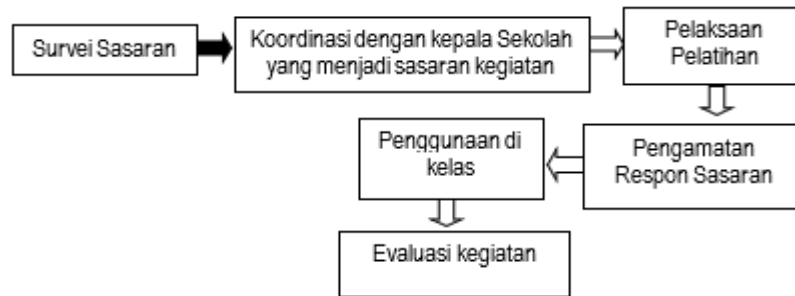 Survei Sasaran
Koordinasi dengan kepala Sekolah
yang menjadi sasaran kegiatan
Pelaksaan
Pelatihan
Pengamatan
Respon Sasaran
Penggunaan di
kelas
Evaluasi kegiatan